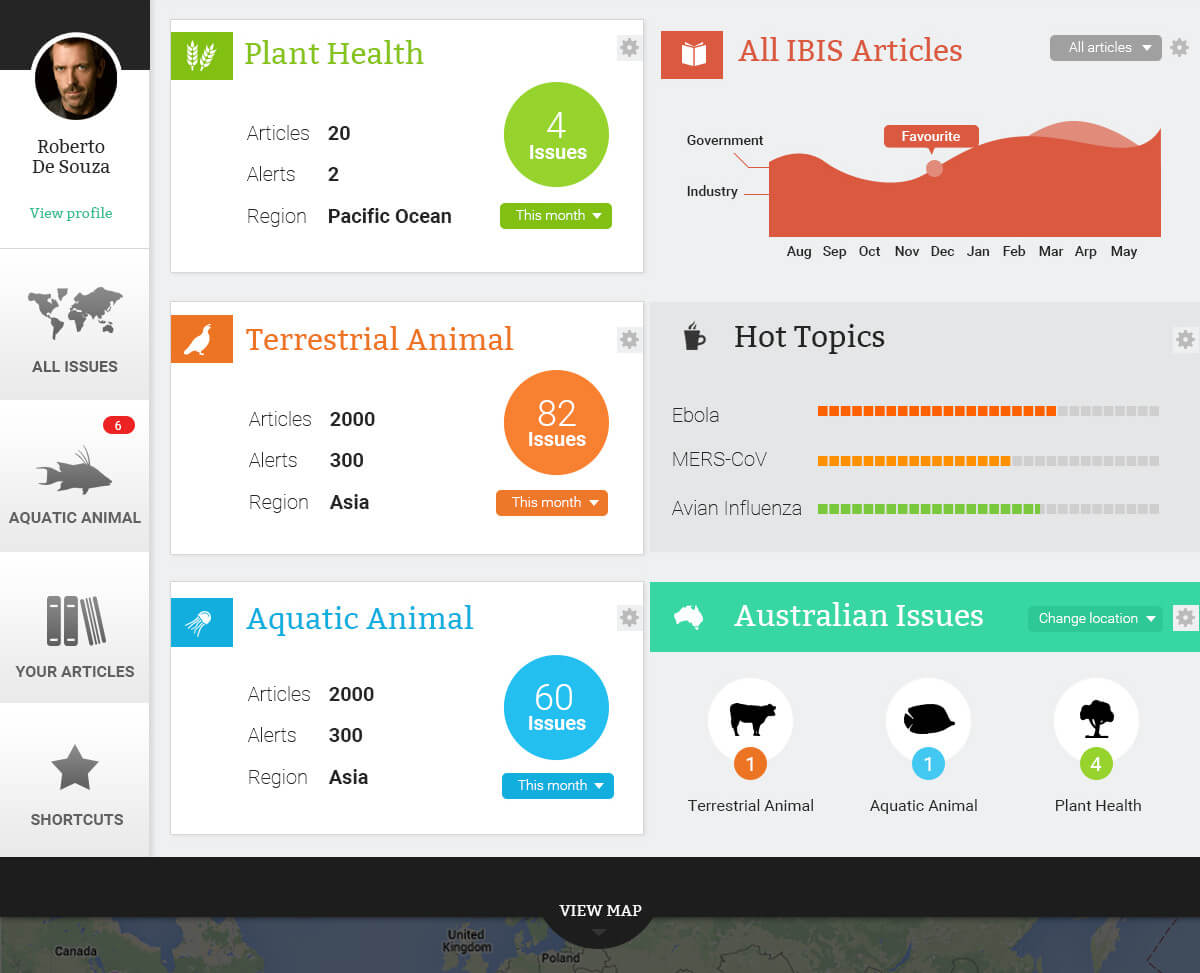 Roberto
De Souza
View profile
ALL ISSUES
6
AQUATIC ANIMAL
YOUR ARTICLES
SHORTCUTS
Plant Health
Articles 20
Alerts 2
Region Pacific Ocean
4
Issues
This month
All IBIS Articles
All articles
Government
Industry
Favourite
Aug Sep Oct Nov Dec Jan Feb Mar Arp May
Terrestrial Animal
Articles 2000
Alerts 300
Region Asia
82
Issues
This month
Hot Topics
Ebola
MERS-CoV
Avian Influenza
Aquatic Animal
Articles 2000
Alerts 300
Region Asia
60
Issues
This month
Australian Issues
Change location
1
Terrestrial Animal
1
Aquatic Animal
4
Plant Health
VIEW MAP
Canada
United
Kingdom
Poland